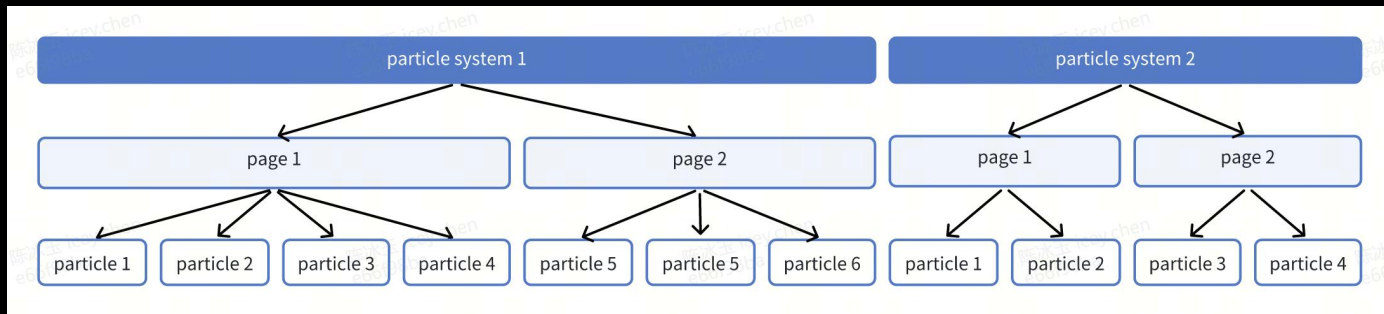 particle system 1
particle system 2
page 1
page 2
page 1
page 2
particle 1
particle 2
particle 3
particle 4
particle 5
particle 5
particle 6
particle 1
particle 2
particle 3
particle 4